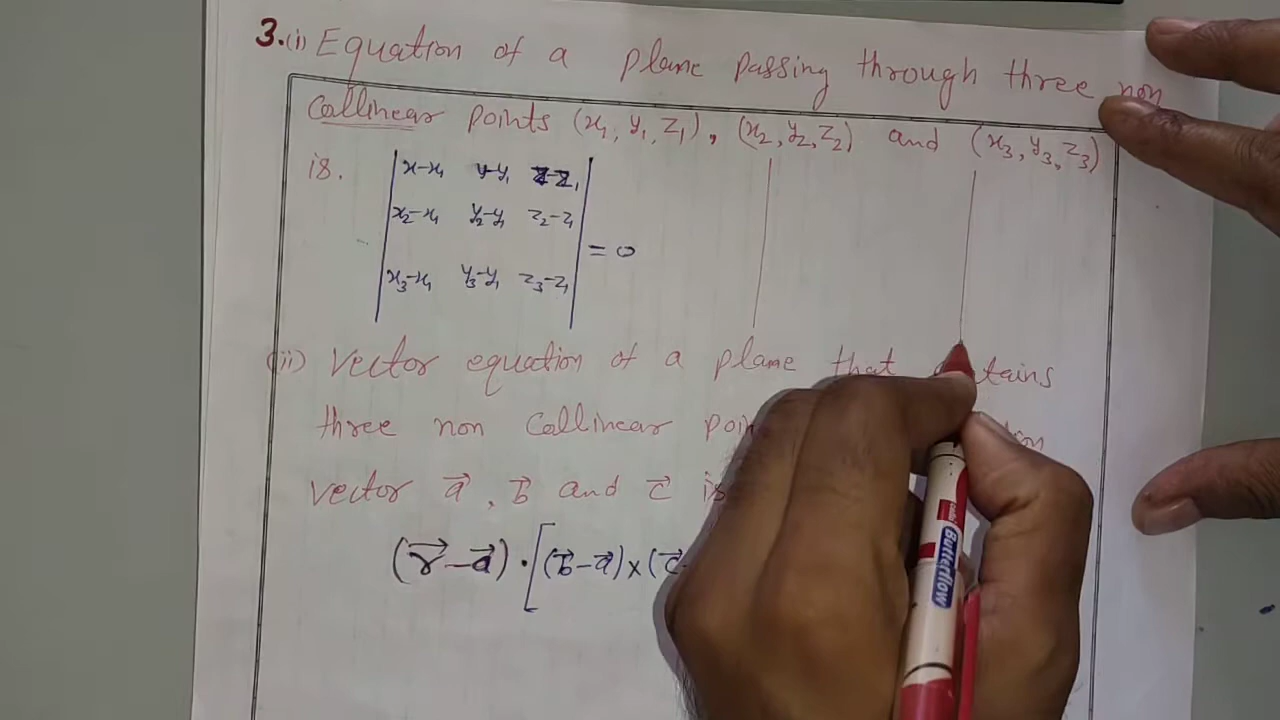 3.(i) Equation of a plane passing through three non
Collinear points (x₁, y₁, z₁), (x₂, y₂, z₂) and (x₃, y₃, z₃)
is. | x-x₁ y-y₁ z-z₁ |
| x₂-x₁ y₂-y₁ z₂-z₁ | = 0
| x₃-x₁ y₃-y₁ z₃-z₁ |
(ii) Vector equation of a plane that
three non Collinear
vector a⃗, b⃗ and c⃗ is
(r⃗-a⃗)·[(b⃗-a⃗)×(c⃗-
Butterflow